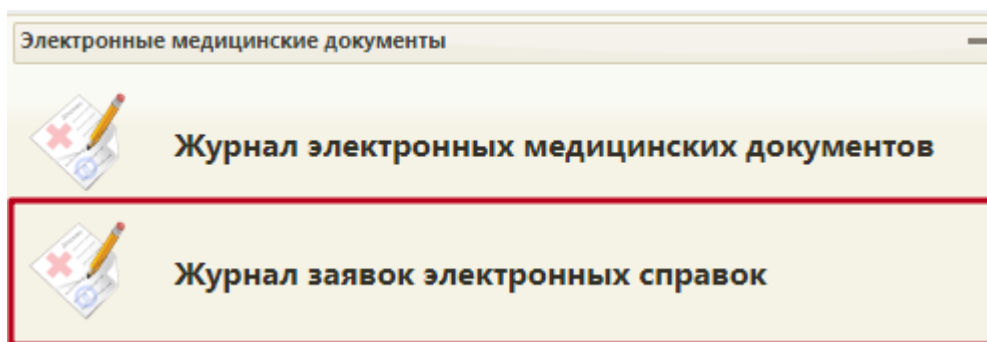 Электронные медицинские документы
Журнал электронных медицинских документов
Журнал заявок электронных справок